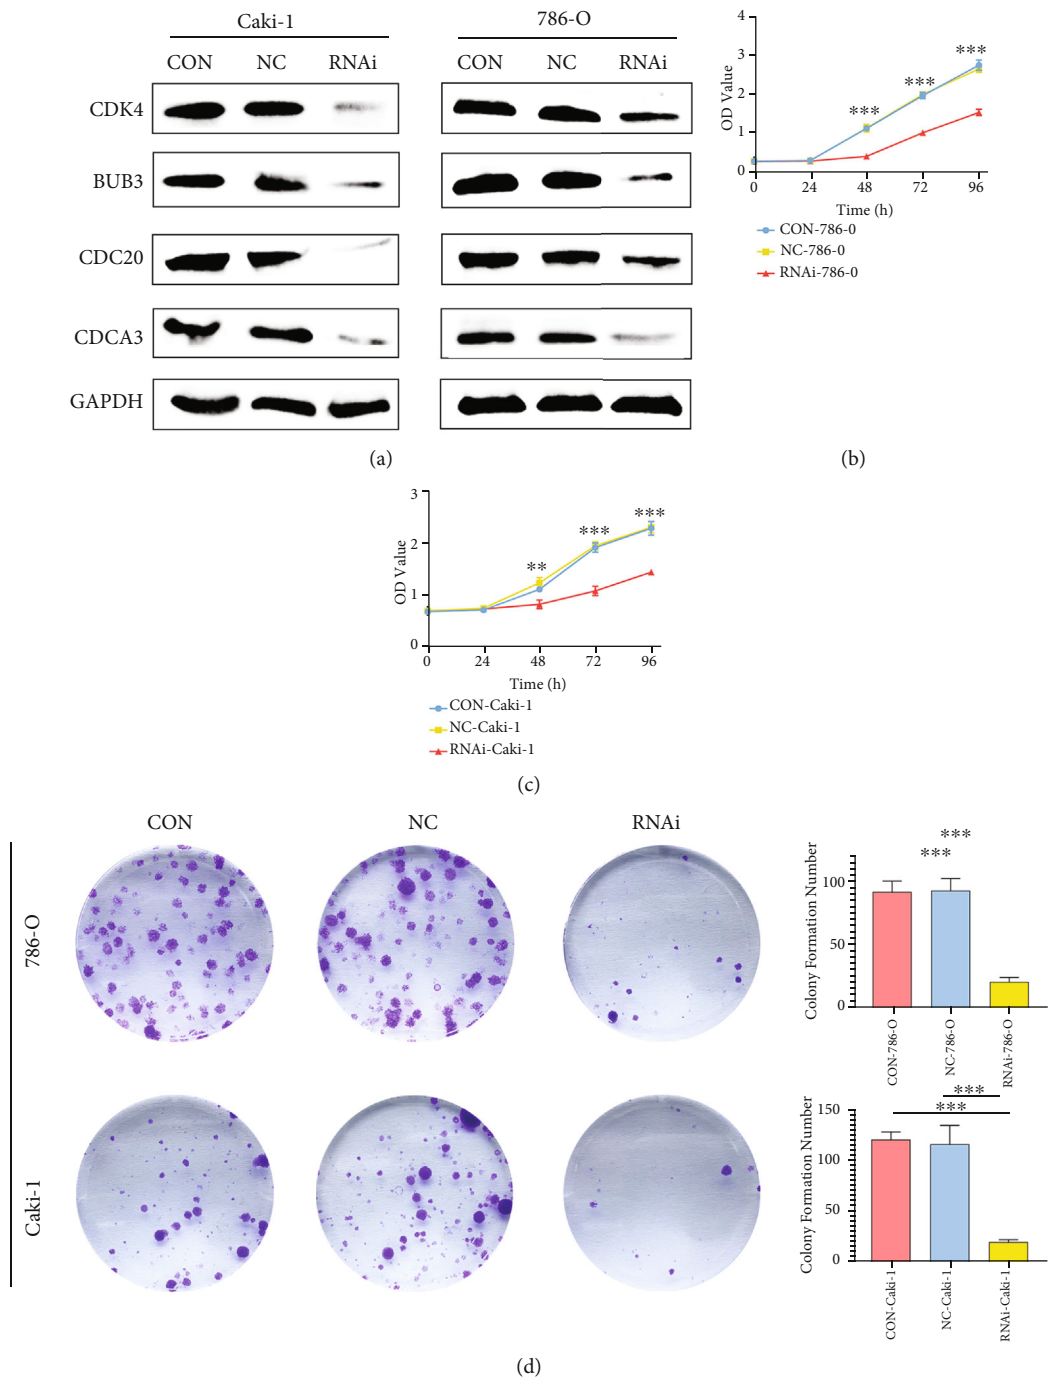 Caki-1
786-O
CON NC RNAi
CON NC RNAi
CDK4
BUB3
CDC20
CDCA3
GAPDH
(a)
4
3
2
1
0
OD Value
***
***
***
0 24 48 72 96
Time (h)
CON-786-0
NC-786-0
RNAi-786-0
(b)
3
2
1
0
OD Value
**
***
***
0 24 48 72 96
Time (h)
CON-Caki-1
NC-Caki-1
RNAi-Caki-1
(c)
CON NC RNAi
786-O
Caki-1
***
***
100
50
0
Colony Formation Number
CON-786-O
NC-786-O
RNAi-786-O
***
***
150
100
50
0
Colony Formation Number
CON-Caki-1
NC-Caki-1
RNAi-Caki-1
(d)